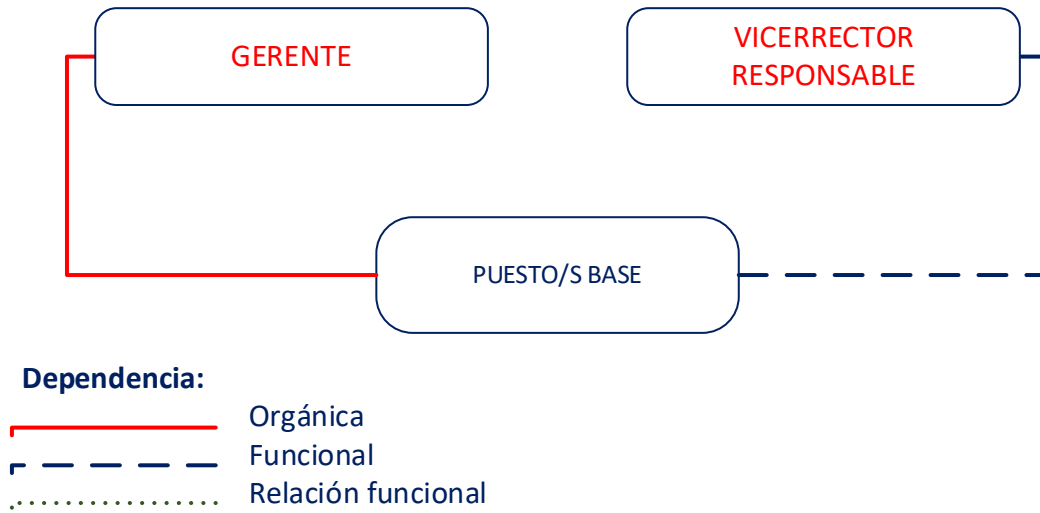 GERENTE
VICERRECTOR
RESPONSABLE
PUESTO/S BASE
Dependencia:
Orgánica
Funcional
Relación funcional